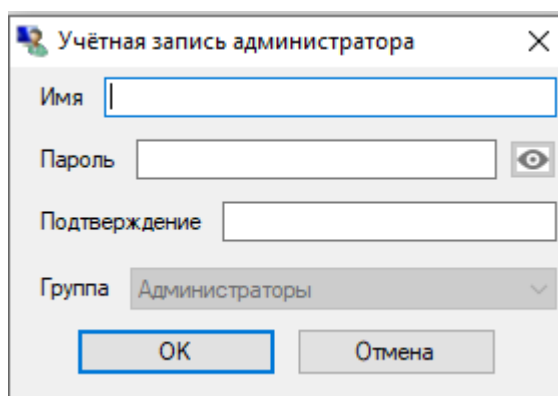 Учётная запись администратора
Имя
Пароль
Подтверждение
Группа Администраторы
OK Отмена